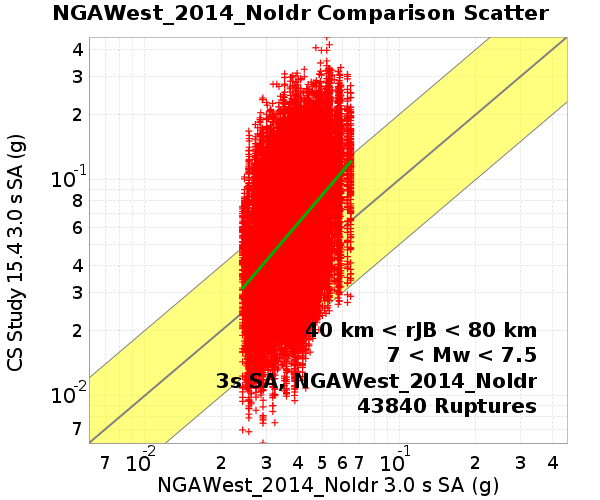 NGAWest_2014_NoIdr Comparison Scatter
CS Study 15.4 3.0 s SA (g)
4
3
2
10-1
8
6
4
3
2
10-2
7
40 km < rJB < 80 km
7 < Mw < 7.5
3s SA, NGAWest_2014_NoIdr
43840 Ruptures
7 10-2 2 3 4 5 6 7 10-1 2 3 4
NGAWest_2014_NoIdr 3.0 s SA (g)